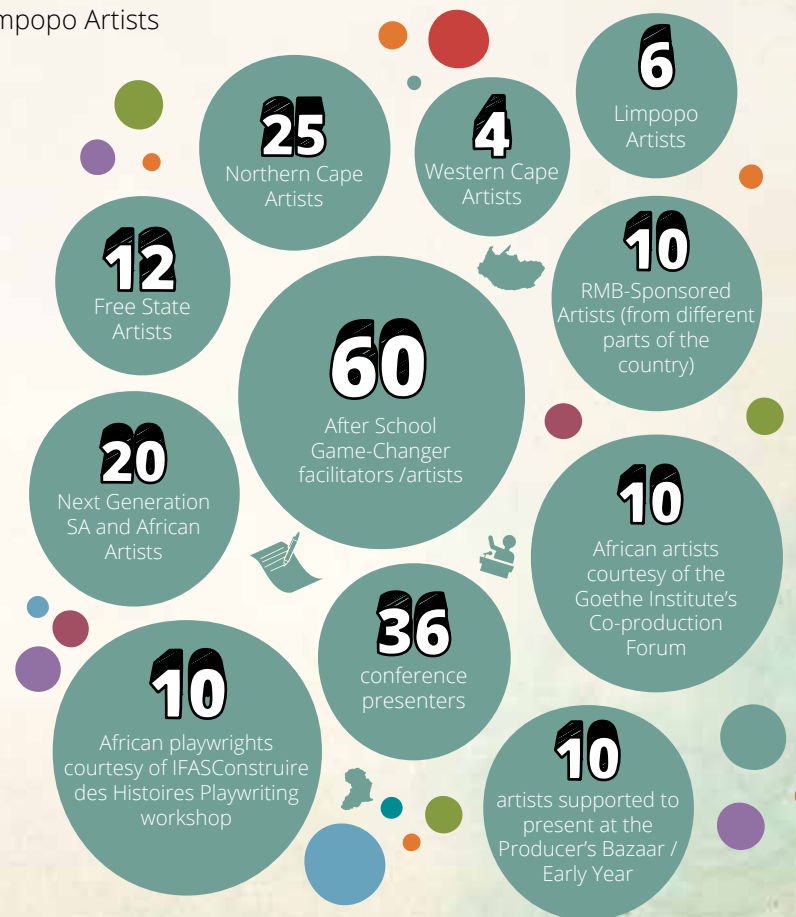 Artists
25
Northern Cape
Artists
4
Western Cape
Artists
6
Limpopo
Artists
12
Free State
Artists
10
RMB-Sponsored
Artists (from different
parts of the
country)
60
After School
Game-Changer
facilitators /artists
20
Next Generation
SA and African
Artists
10
African artists
courtesy of the
Goethe Institute’s
Co-production
Forum
36
conference
presenters
10
African playwrights
courtesy of IFASConstruire
des Histoires Playwriting
workshop
10
artists supported to
present at the
Producer’s Bazaar /
Early Year